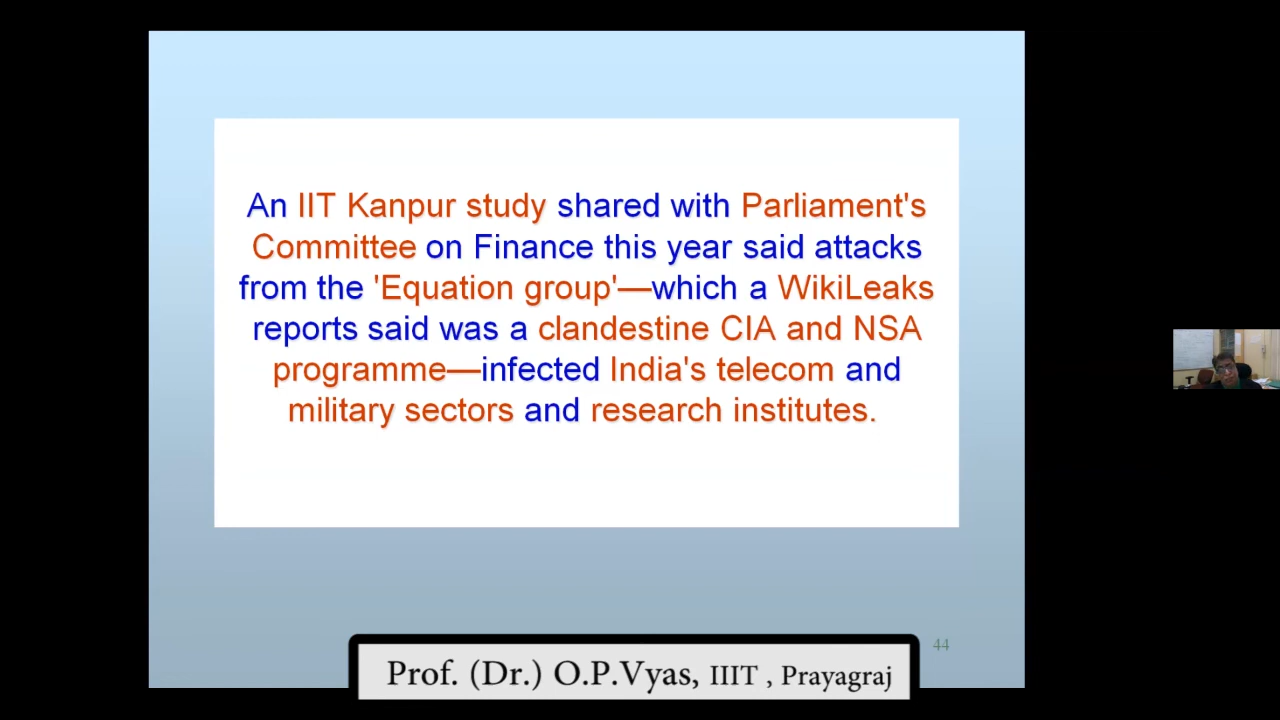 An IIT Kanpur study shared with Parliament's
Committee on Finance this year said attacks
from the 'Equation group'—which a WikiLeaks
reports said was a clandestine CIA and NSA
programme—infected India's telecom and
military sectors and research institutes.
44
Prof. (Dr.) O.P.Vyas, IIIT , Prayagraj